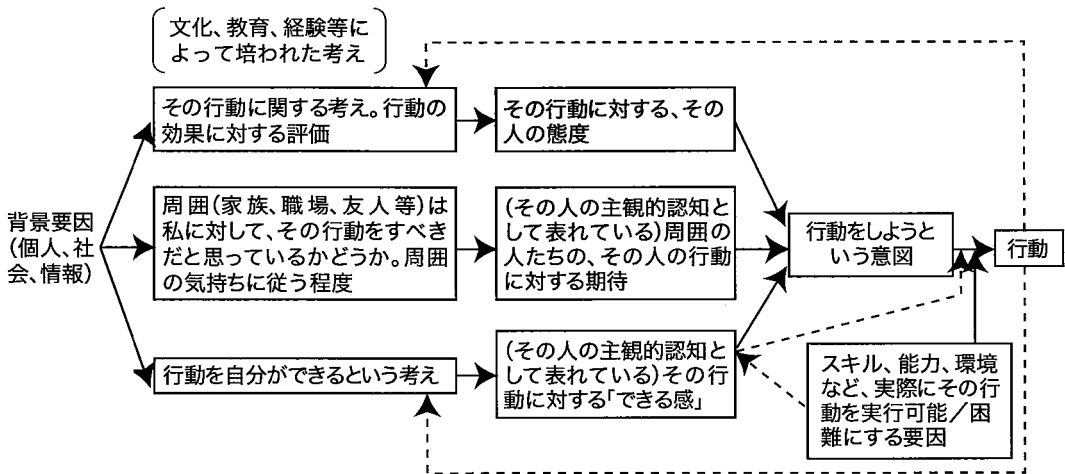 文化、教育、経験等に
よって培われた考え
その行動に関する考え。行動の
効果に対する評価
その行動に対する、その
人の態度
背景要因
(個人、社
会、情報)
周囲(家族、職場、友人等)は
私に対して、その行動をすべき
だと思っているかどうか。周囲
の気持ちに従う程度
(その人の主観的認知と
して表れている)周囲の
人たちの、その人の行動
に対する期待
行動をしようと
いう意図
行動
行動を自分ができるという考え
(その人の主観的認知と
して表れている)その行
動に対する「できる感」
スキル、能力、環境
など、実際にその行
動を実行可能/困
難にする要因